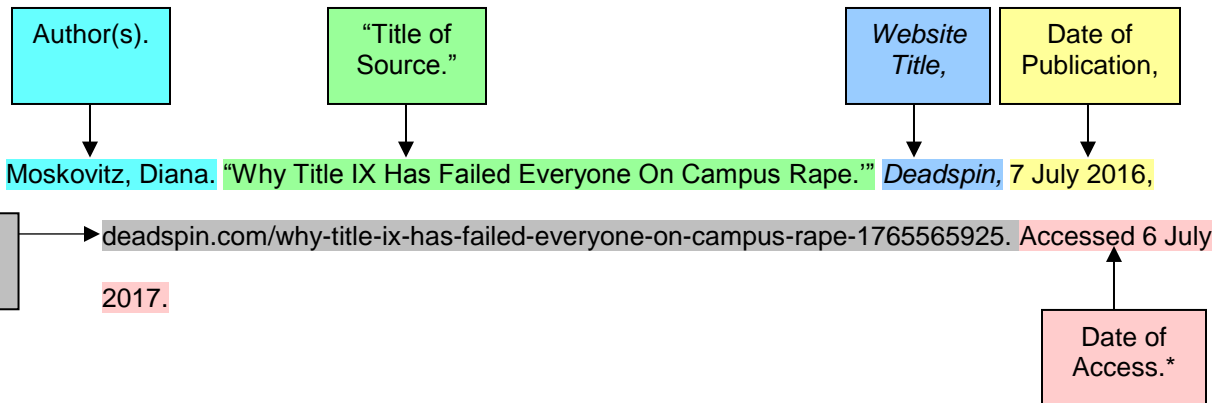 Author(s).
“Title of
Source.”
Website
Title,
Date of
Publication,
Moskovitz, Diana. “Why Title IX Has Failed Everyone On Campus Rape.’” Deadspin, 7 July 2016,
deadspin.com/why-title-ix-has-failed-everyone-on-campus-rape-1765565925. Accessed 6 July
2017.
Date of
Access.*